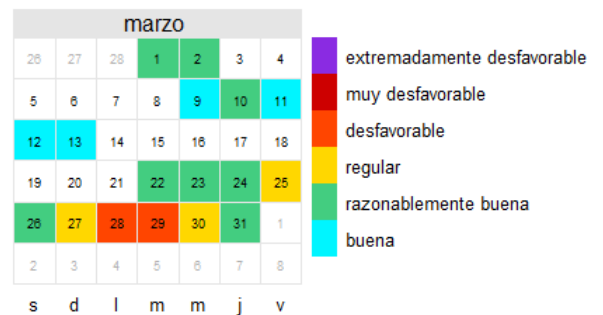 marzo
26 27 28 1 2 3 4
5 6 7 8 9 10 11
12 13 14 15 16 17 18
19 20 21 22 23 24 25
26 27 28 29 30 31 1
2 3 4 5 6 7 8
s d l m m j v
extremadamente desfavorable
muy desfavorable
desfavorable
regular
razonablemente buena
buena